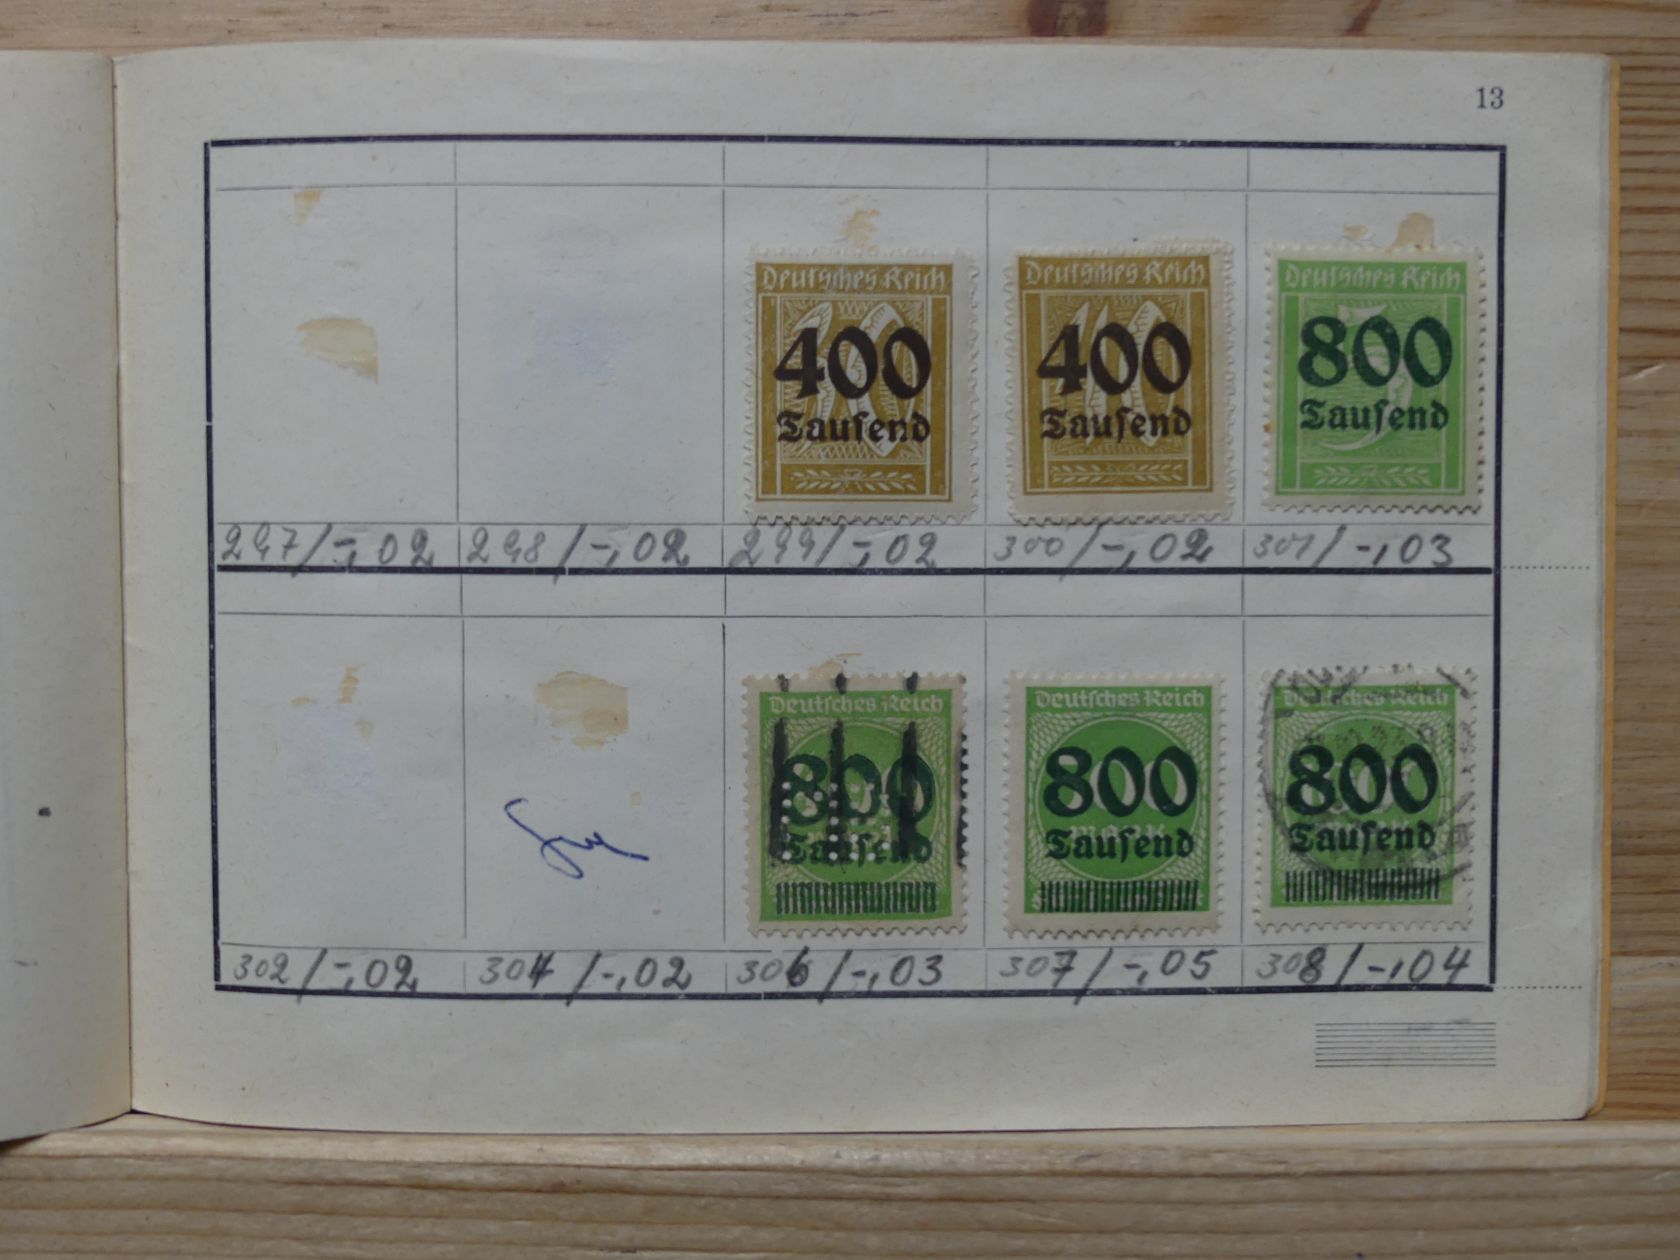 13
Deutsches Reich
Deutsches Reich
Deutsches Reich
400
400
800
Tausend
Tausend
Tausend
297/-,02
298/-,02
299/-,02
300/-,02
301/-,03
Deutsches Reich
Deutsches Reich
Deutsches Reich
800
800
800
Tausend
Tausend
Tausend
302/-,02
304/-,02
306/-,03
307/-,05
308/-,04